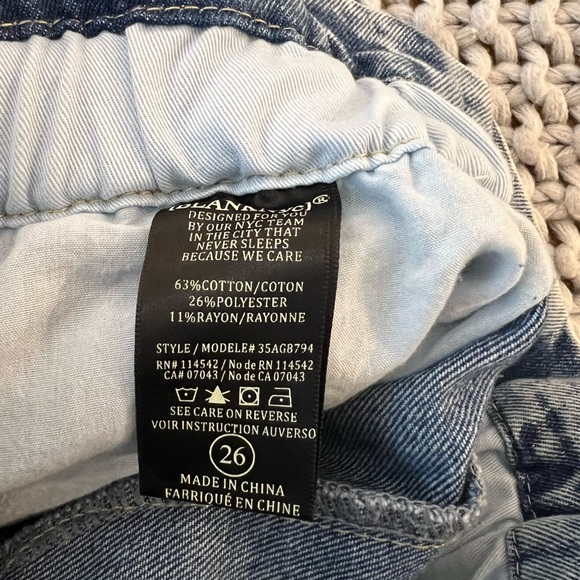 [BLANKNYC]®
DESIGNED FOR YOU
BY OUR NYC TEAM
IN THE CITY THAT
NEVER SLEEPS
BECAUSE WE CARE
63%COTTON/COTON
26%POLYESTER
11%RAYON/RAYONNE
STYLE / MODELE# 35AG8794
RN# 114542 / No de RN 114542
CA# 07043 / No de CA 07043
SEE CARE ON REVERSE
VOIR INSTRUCTION AUVERSO
26
MADE IN CHINA
FABRIQUÉ EN CHINE